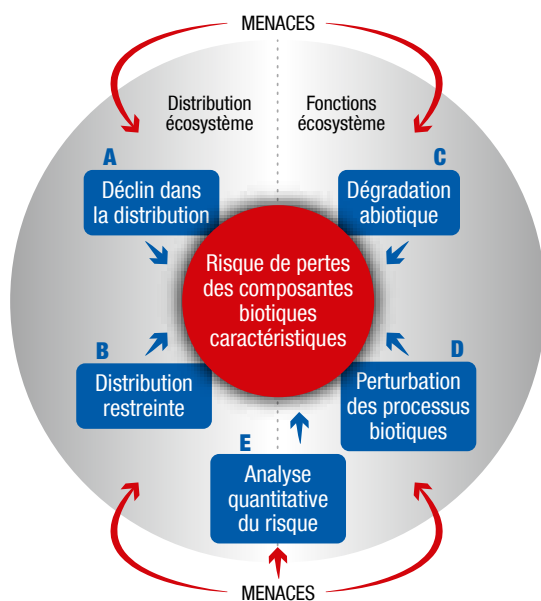 MENACES
Distribution
écosystème
Fonctions
écosystème
A
Déclin dans
la distribution
C
Dégradation
abiotique
Risque de pertes
des composantes
biotiques
caractéristiques
B
Distribution
restreinte
D
Perturbation
des processus
biotiques
E
Analyse
quantitative
du risque
MENACES